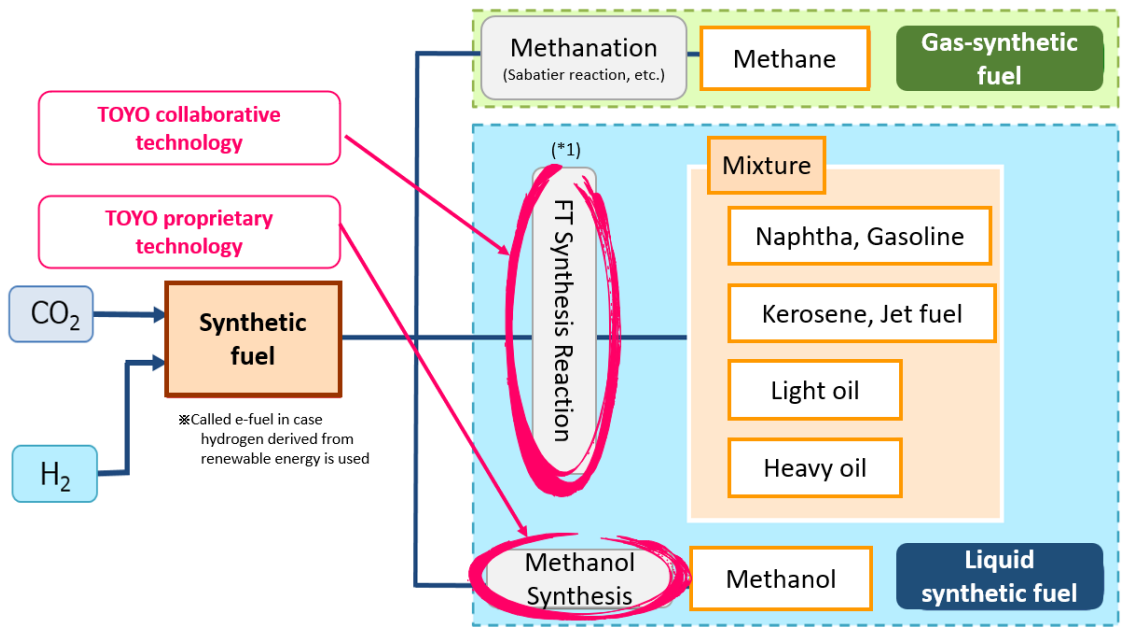 Methanation
(Sabatier reaction, etc.)
Methane
Gas-synthetic
fuel
TOYO collaborative
technology
TOYO proprietary
technology
CO₂
H₂
Synthetic
fuel
※Called e-fuel in case
hydrogen derived from
renewable energy is used
(*1)
FT Synthesis Reaction
Mixture
Naphtha, Gasoline
Kerosene, Jet fuel
Light oil
Heavy oil
Methanol
Synthesis
Methanol
Liquid
synthetic fuel